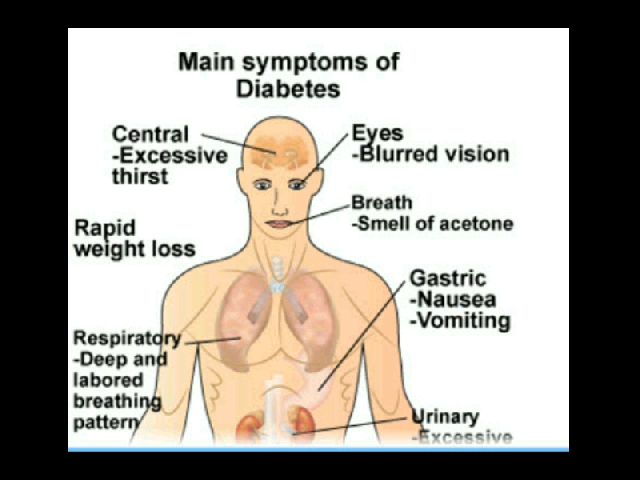 Main symptoms of
Diabetes
Central
-Excessive
thirst
Eyes
-Blurred vision
Breath
-Smell of acetone
Rapid
weight loss
Gastric
-Nausea
-Vomiting
Respiratory
-Deep and
labored
breathing
pattern
Urinary
-Excessive